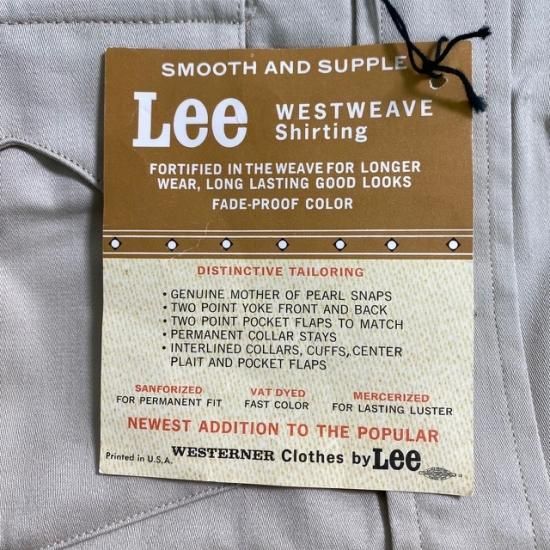 SMOOTH AND SUPPLE
Lee WESTWEAVE
Shirting
FORTIFIED IN THE WEAVE FOR LONGER
WEAR, LONG LASTING GOOD LOOKS
FADE-PROOF COLOR
DISTINCTIVE TAILORING
• GENUINE MOTHER OF PEARL SNAPS
• TWO POINT YOKE FRONT AND BACK
• TWO POINT POCKET FLAPS TO MATCH
• PERMANENT COLLAR STAYS
• INTERLINED COLLARS, CUFFS, CENTER
PLAIT AND POCKET FLAPS
SANFORIZED VAT DYED MERCERIZED
FOR PERMANENT FIT FAST COLOR FOR LASTING LUSTER
NEWEST ADDITION TO THE POPULAR
Printed in U.S.A. WESTERNER Clothes by Lee